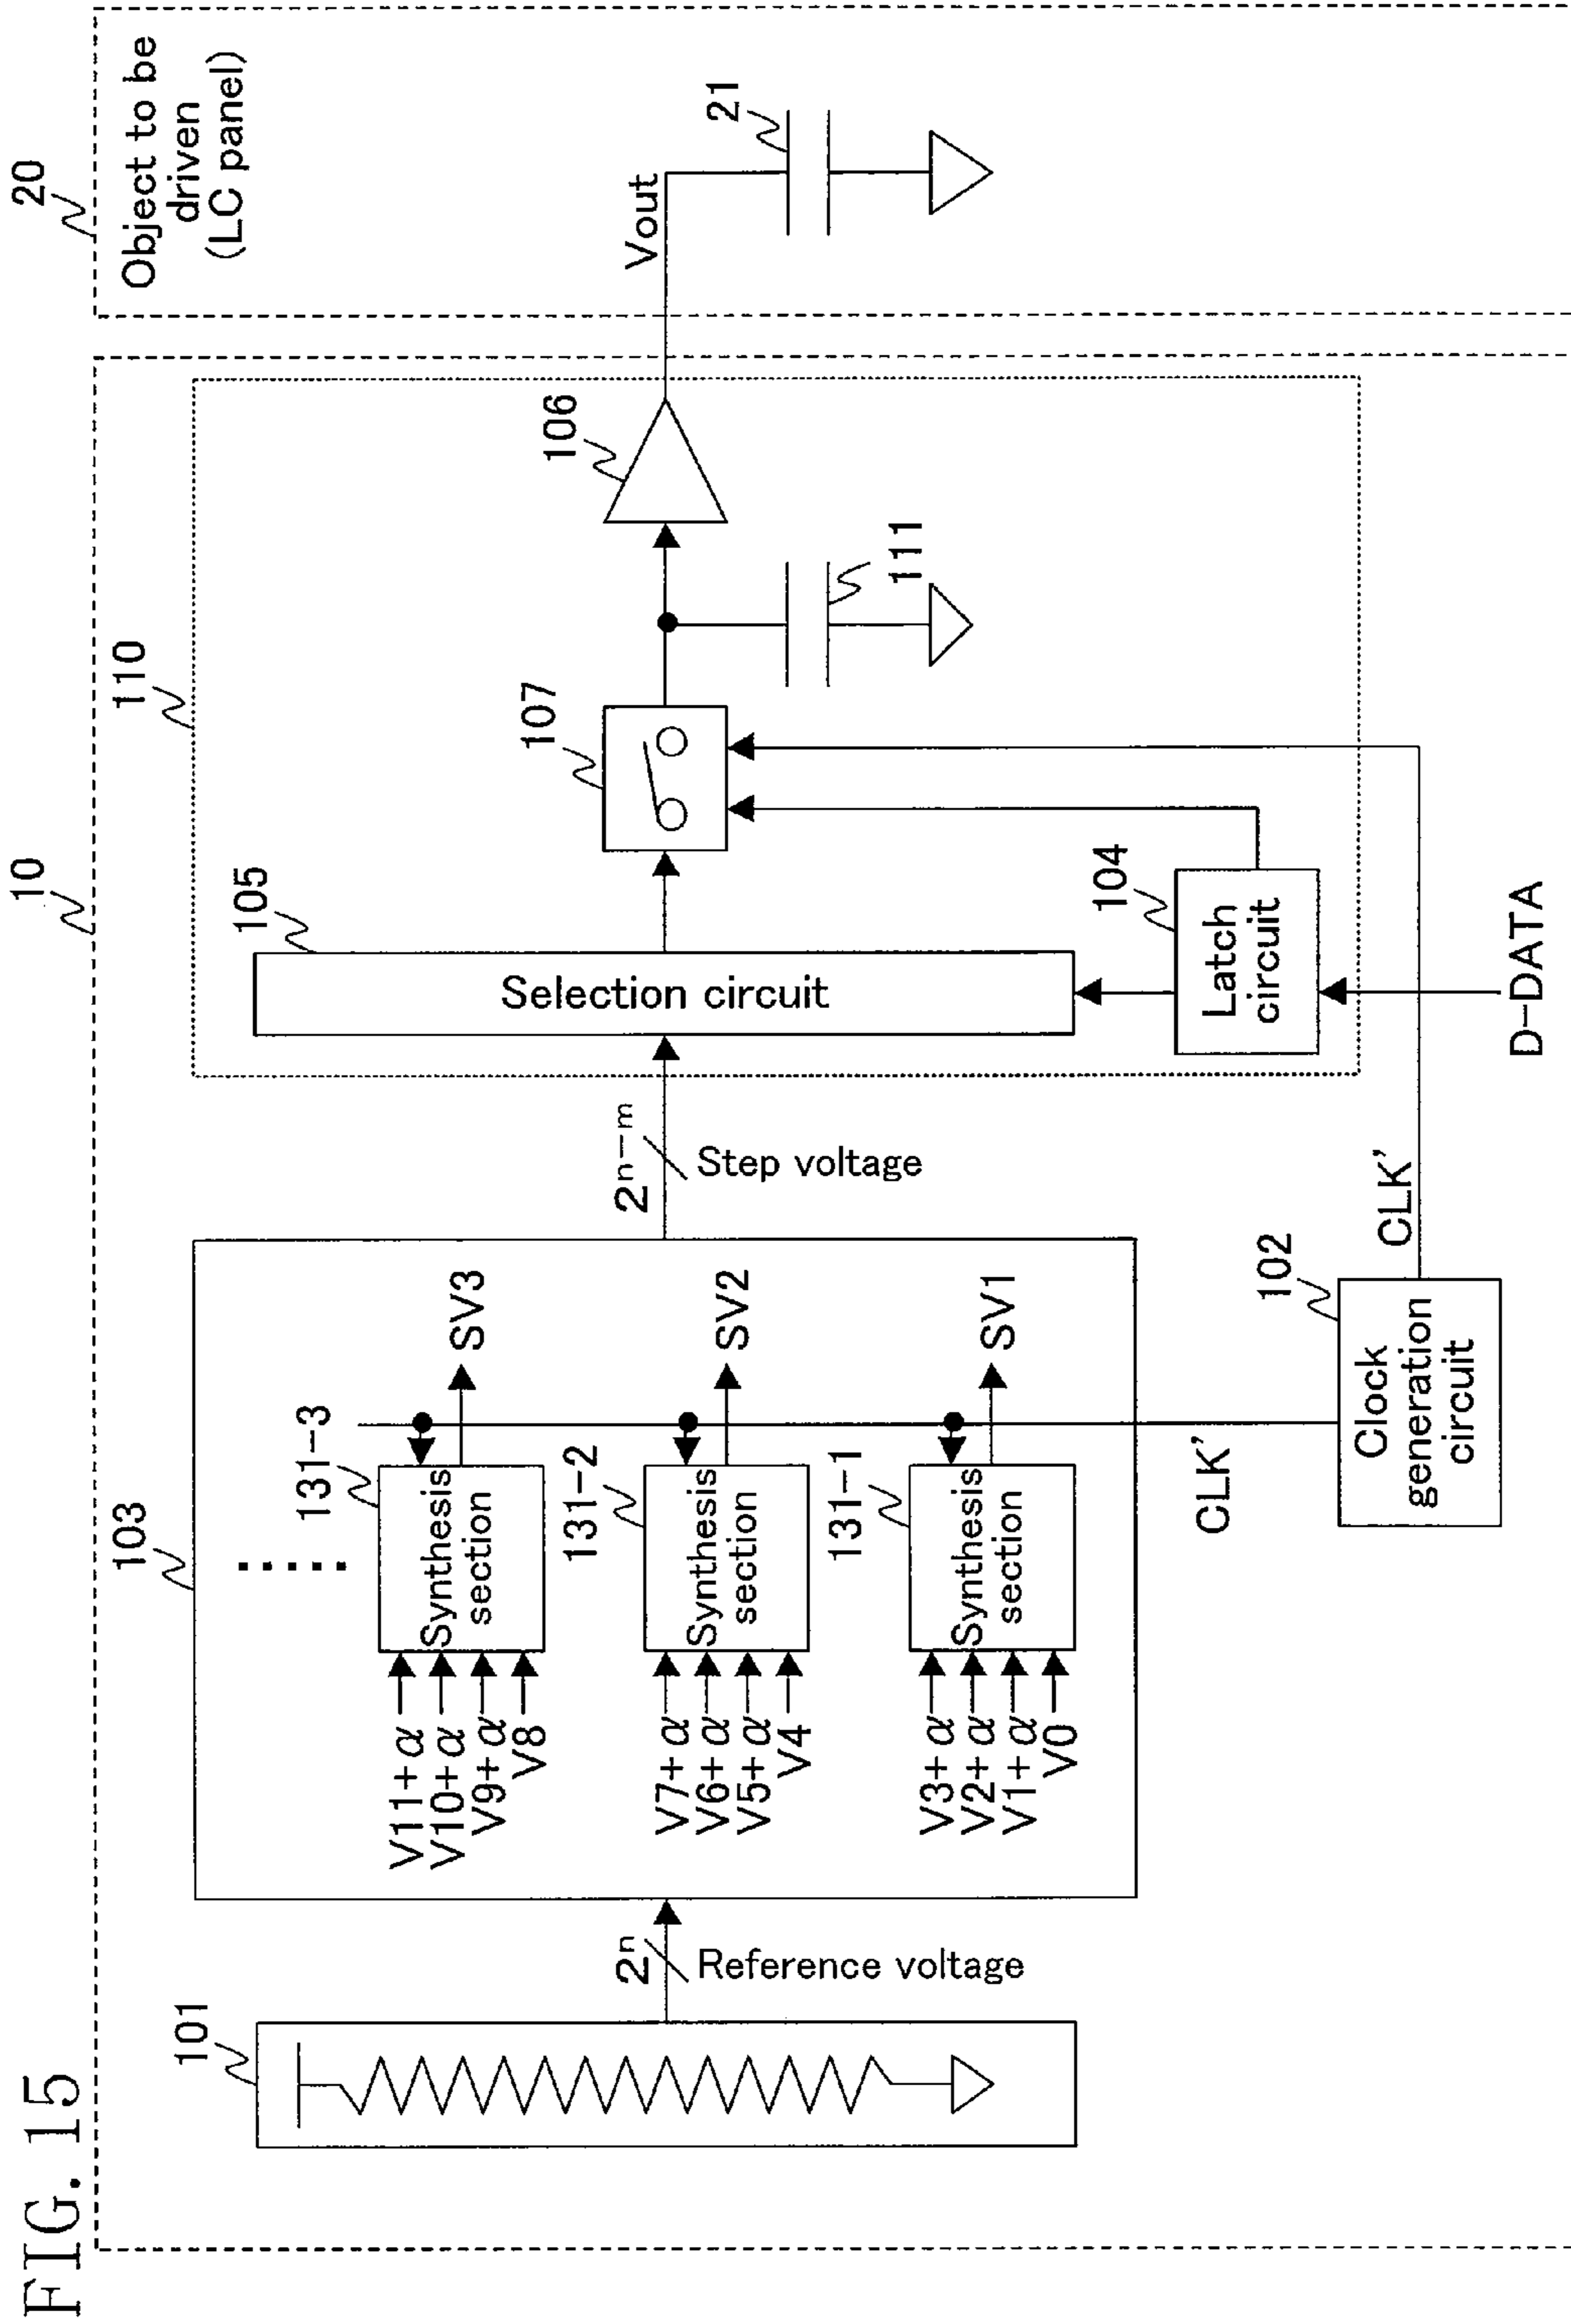 FIG. 15
10
20
Object to be
driven
(LC panel)
101
2ⁿ
Reference voltage
103
131-3
Synthesis
section
V11+α
V10+α
V9+α
V8
SV3
131-2
Synthesis
section
V7+α
V6+α
V5+α
V4
SV2
131-1
Synthesis
section
V3+α
V2+α
V1+α
V0
SV1
CLK'
102
Clock
generation
circuit
CLK'
2ⁿ⁻ᵐ
Step voltage
110
105
Selection circuit
104
Latch
circuit
D-DATA
107
111
106
Vout
21